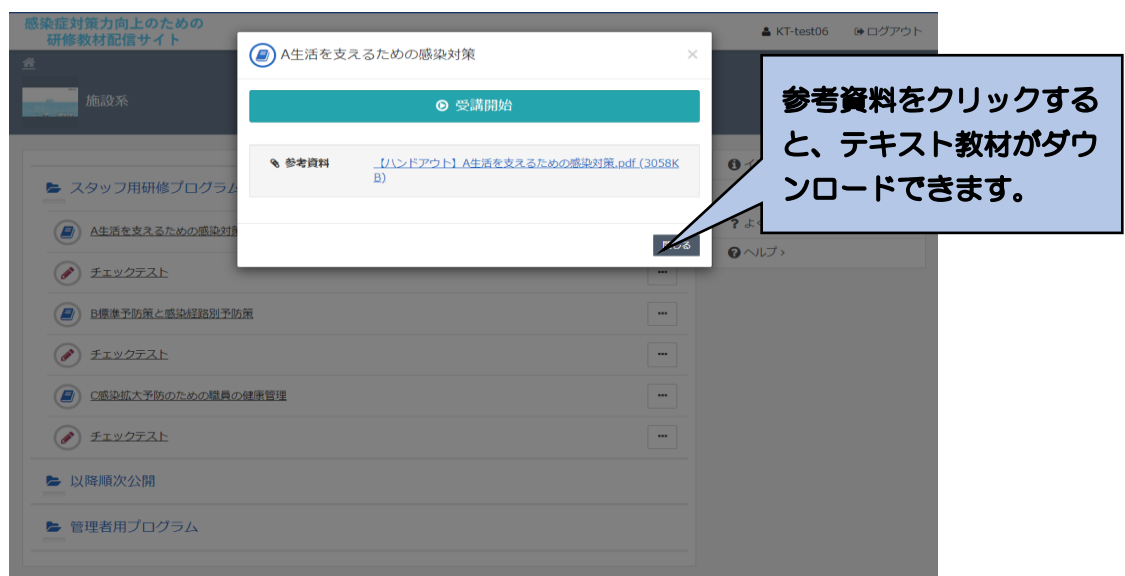 感染症対策力向上のための
研修教材配信サイト
KT-test06 ログアウト
施設系
A生活を支えるための感染対策
×
受講開始
参考資料
【ハンドアウト】A生活を支えるための感染対策.pdf (3058K
B)
閉じる
参考資料をクリックする
と、テキスト教材がダウ
ンロードできます。
スタッフ用研修プログラム
A生活を支えるための感染対
チェックテスト
B標準予防策と感染経路別予防策
チェックテスト
C感染拡大予防のための職員の健康管理
チェックテスト
以降順次公開
管理者用プログラム
よく
ヘルプ ›